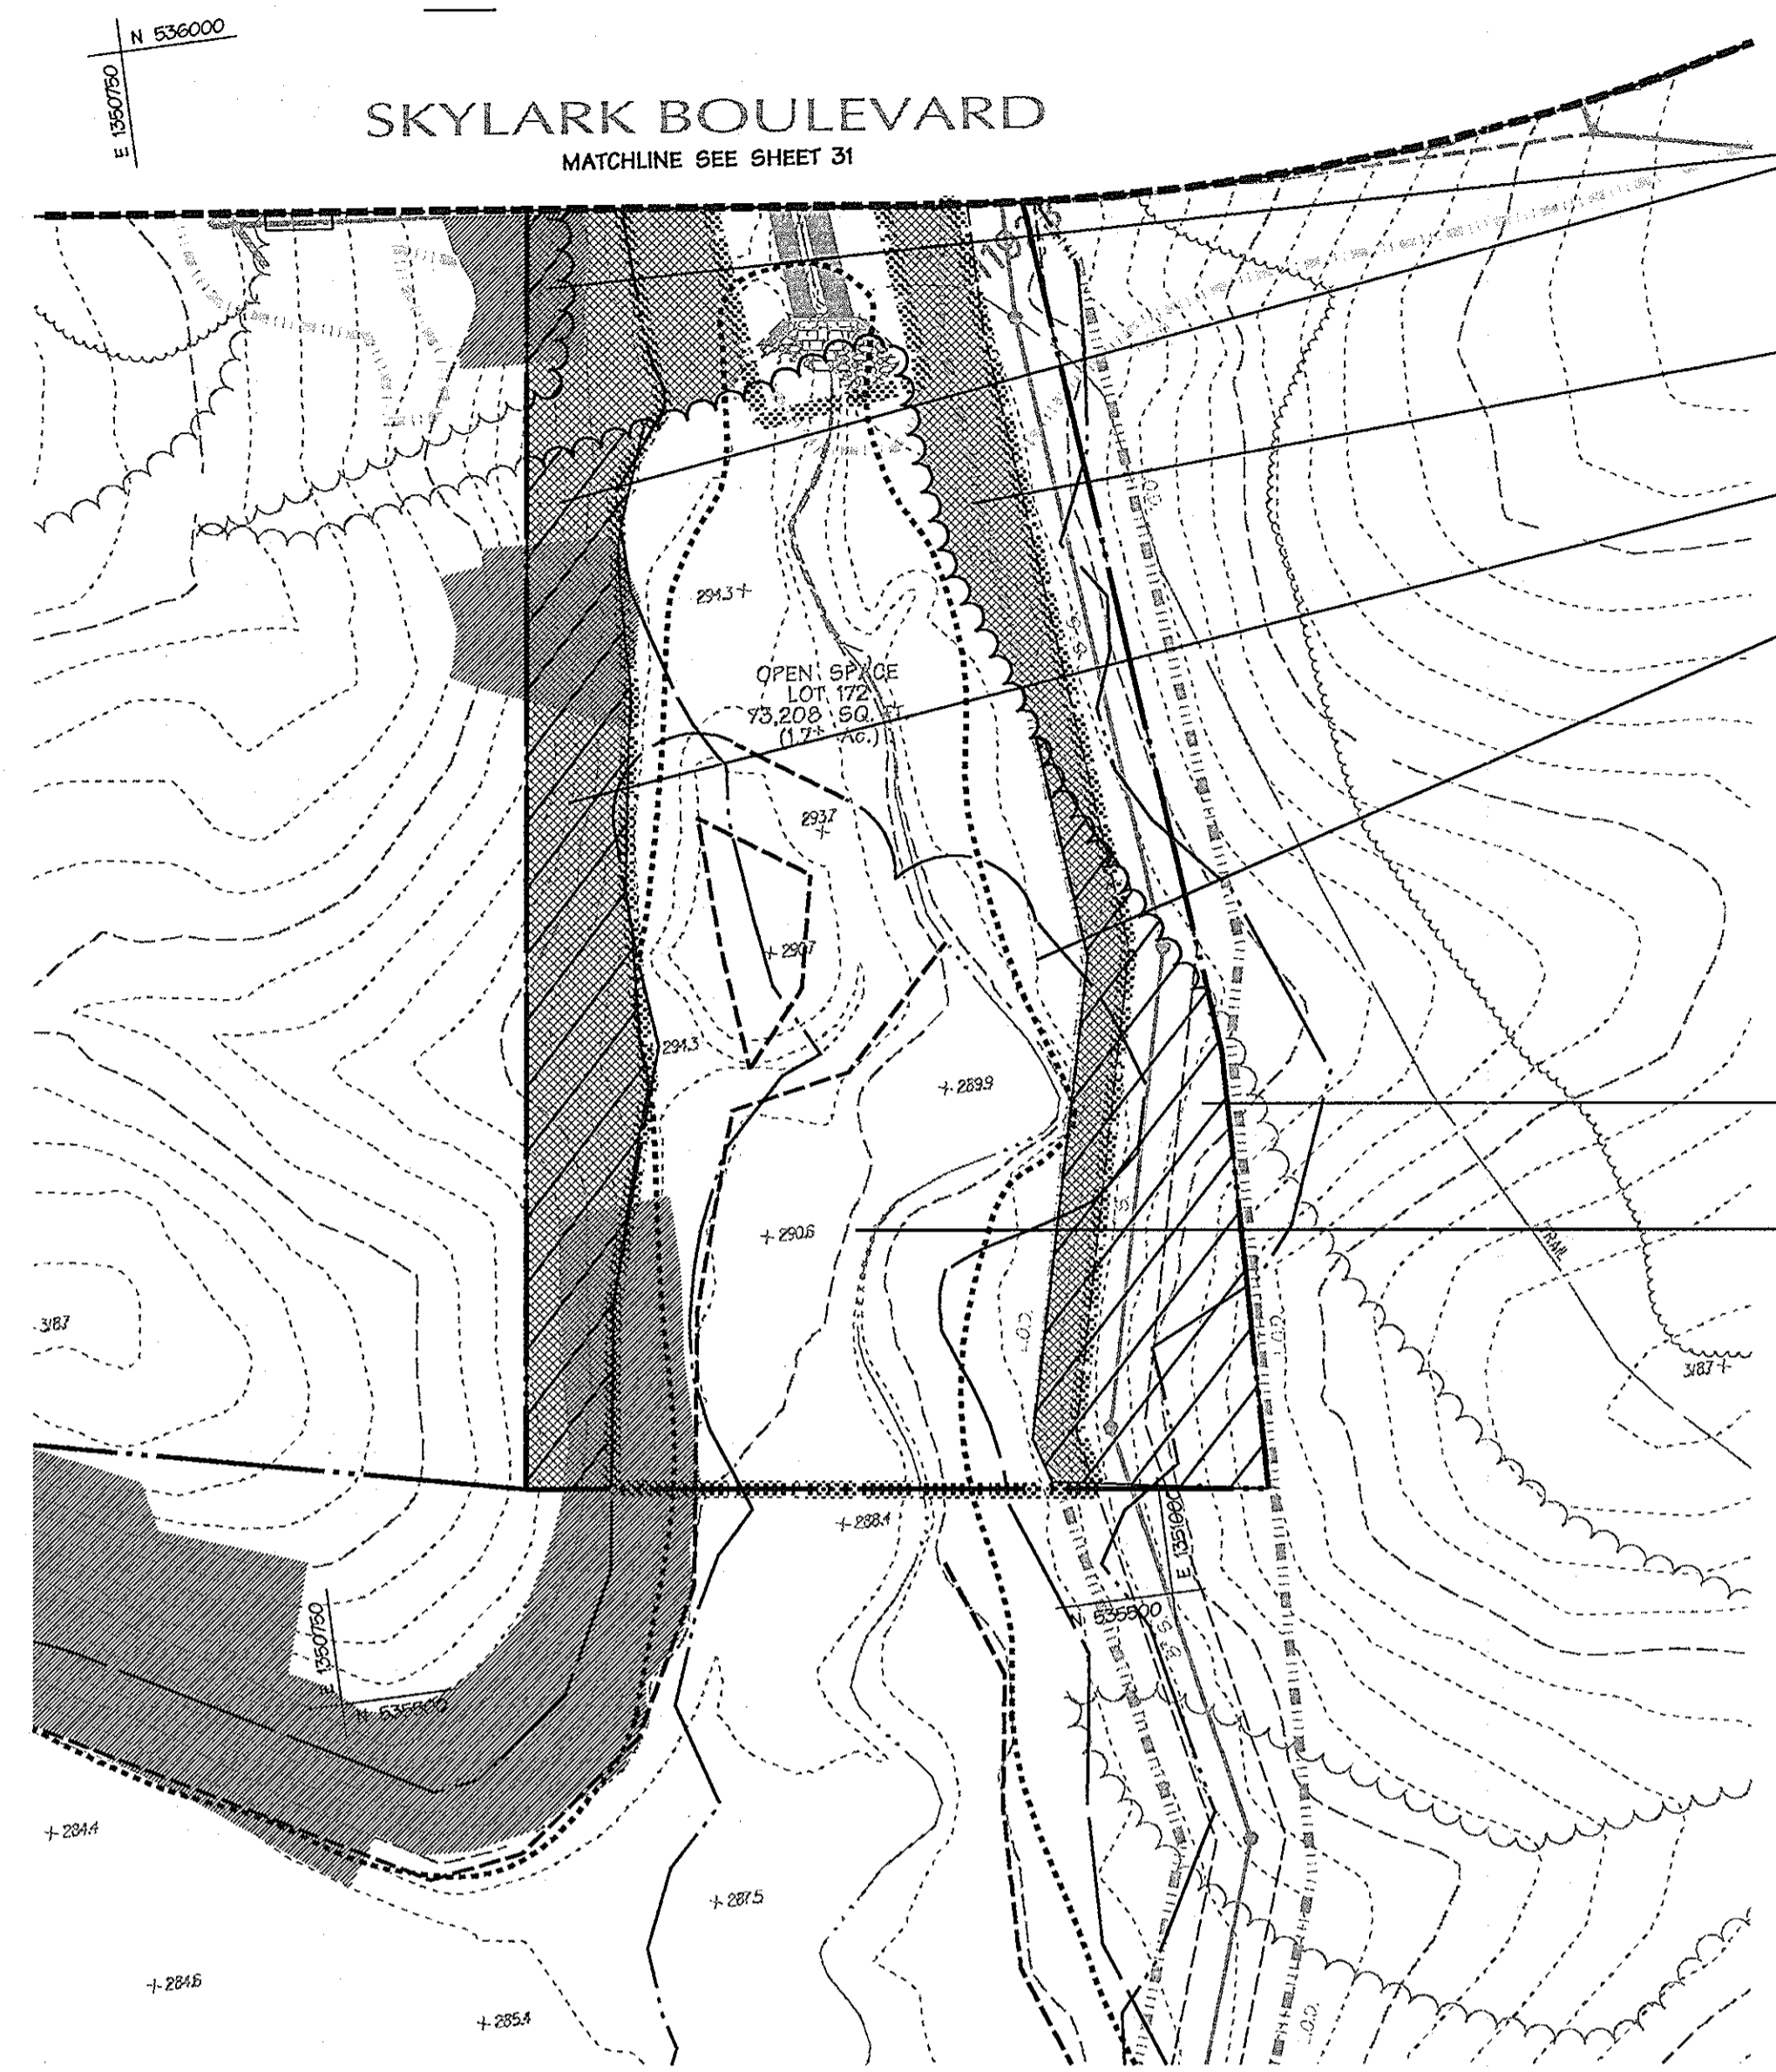 N 536000
E 1350750
SKYLARK BOULEVARD
MATCHLINE SEE SHEET 31
294.3
OPEN SPACE
LOT 172
73,208 SQ. FT
(1.7± Ac.)
293.7
290.7
294.3
289.9
290.6
318.7
TRAIL
L.O.D.
L.O.D.
318.7
288.4
E 1351000
N 535500
E 1350750
N 535500
S
S
284.4
287.5
284.6
285.4